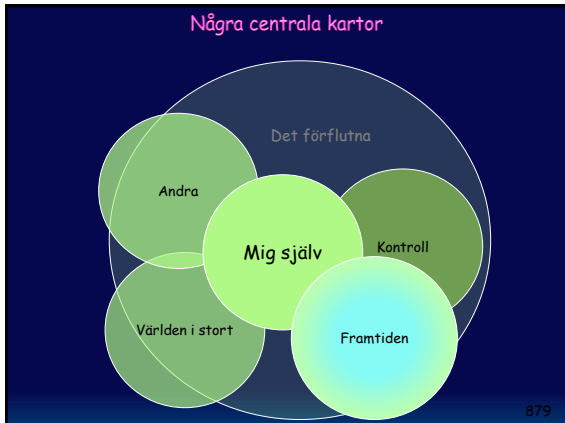 Några centrala kartor
Det förflutna
Andra
Mig själv
Kontroll
Världen i stort
Framtiden
879